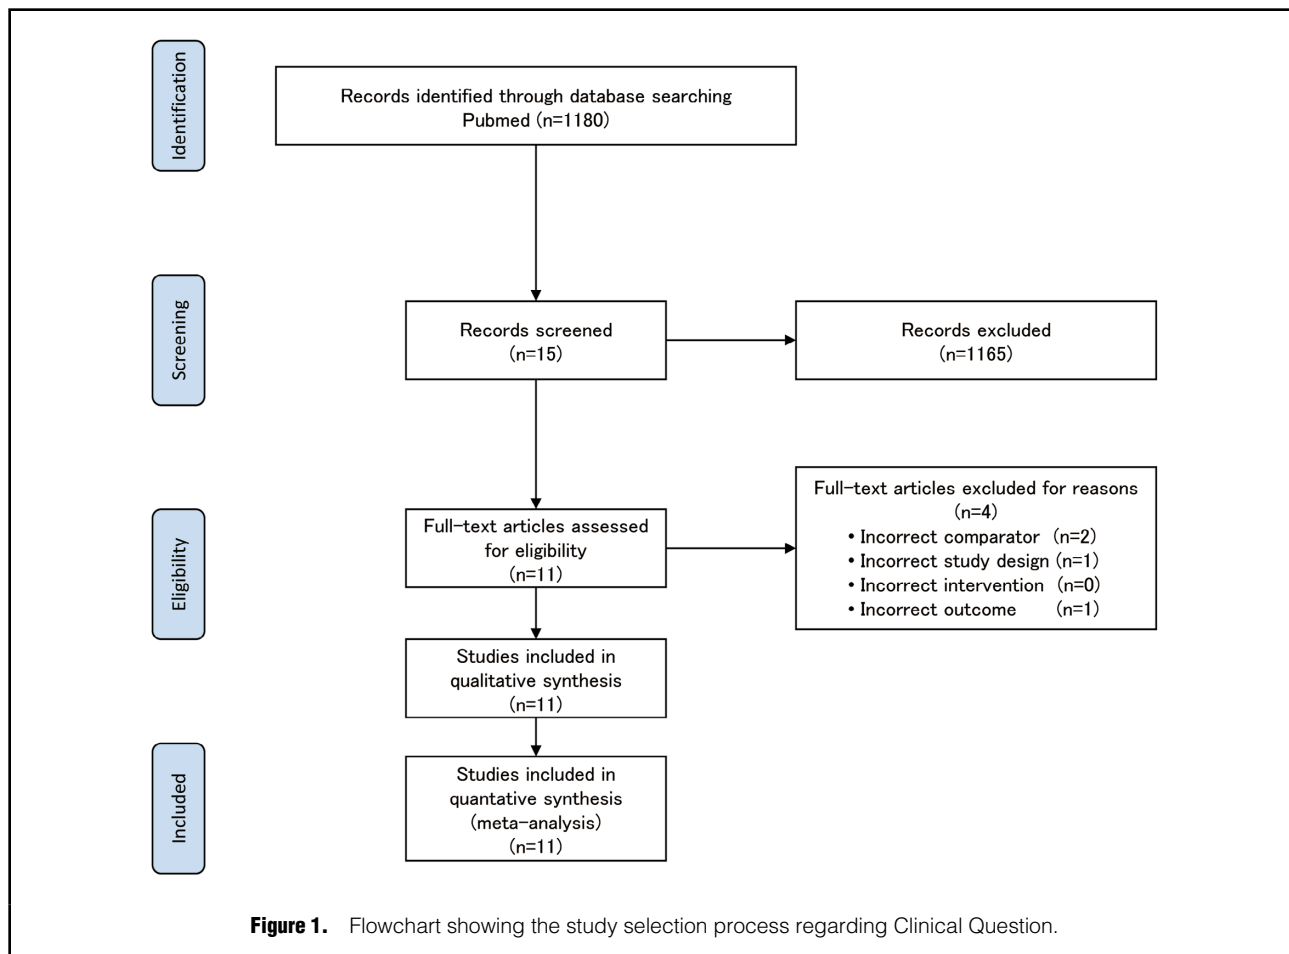 Identification
Records identified through database searching
Pubmed (n=1180)
Screening
Records screened
(n=15)
Records excluded
(n=1165)
Eligibility
Full-text articles assessed
for eligibility
(n=11)
Full-text articles excluded for reasons
(n=4)
• Incorrect comparator (n=2)
• Incorrect study design (n=1)
• Incorrect intervention (n=0)
• Incorrect outcome (n=1)
Studies included in
qualitative synthesis
(n=11)
Included
Studies included in
quantative synthesis
(meta-analysis)
(n=11)
Figure 1. Flowchart showing the study selection process regarding Clinical Question.